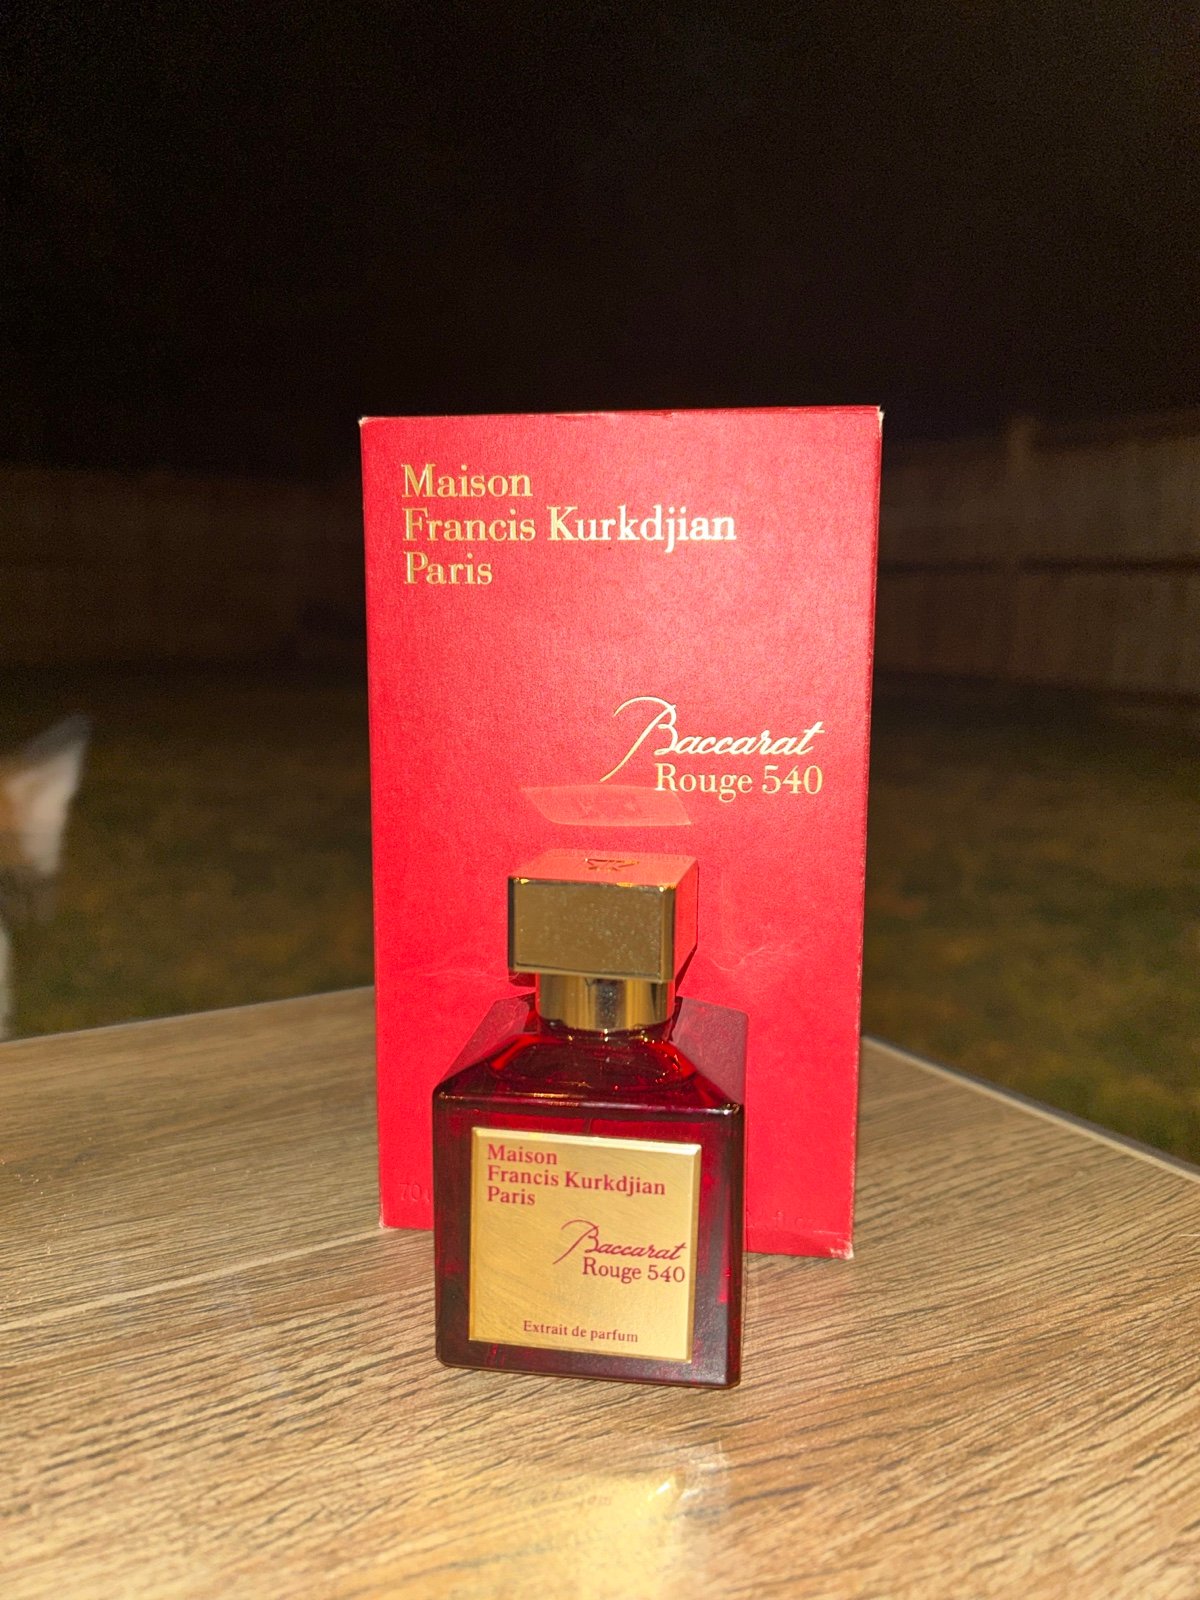 Maison
Francis Kurkdjian
Paris
Baccarat
Rouge 540
Maison
Francis Kurkdjian
Paris
Baccarat
Rouge 540
Extrait de parfum